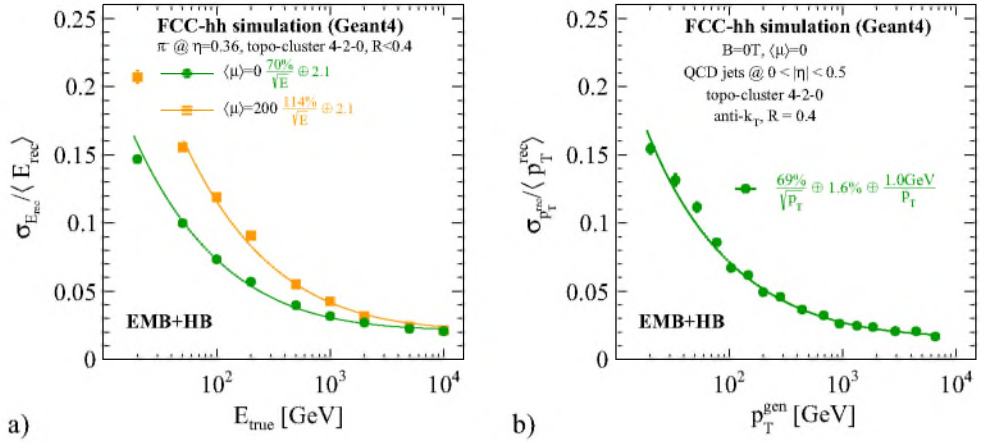 FCC-hh simulation (Geant4)
π⁻ @ η=0.36, topo-cluster 4-2-0, R<0.4
⟨μ⟩=0 70%/√E ⊕ 2.1
⟨μ⟩=200 114%/√E ⊕ 2.1
σ_E_rec / ⟨ E_rec ⟩
0.25
0.2
0.15
0.1
0.05
0
EMB+HB
10² 10³ 10⁴
E_true [GeV]
a)
FCC-hh simulation (Geant4)
B=0T, ⟨μ⟩=0
QCD jets @ 0 < |η| < 0.5
topo-cluster 4-2-0
anti-k_T, R = 0.4
69%/√p_T ⊕ 1.6% ⊕ 1.0GeV/p_T
σ_p_T^rec / ⟨ p_T^rec ⟩
0.25
0.2
0.15
0.1
0.05
0
EMB+HB
10² 10³ 10⁴
p_T^gen [GeV]
b)